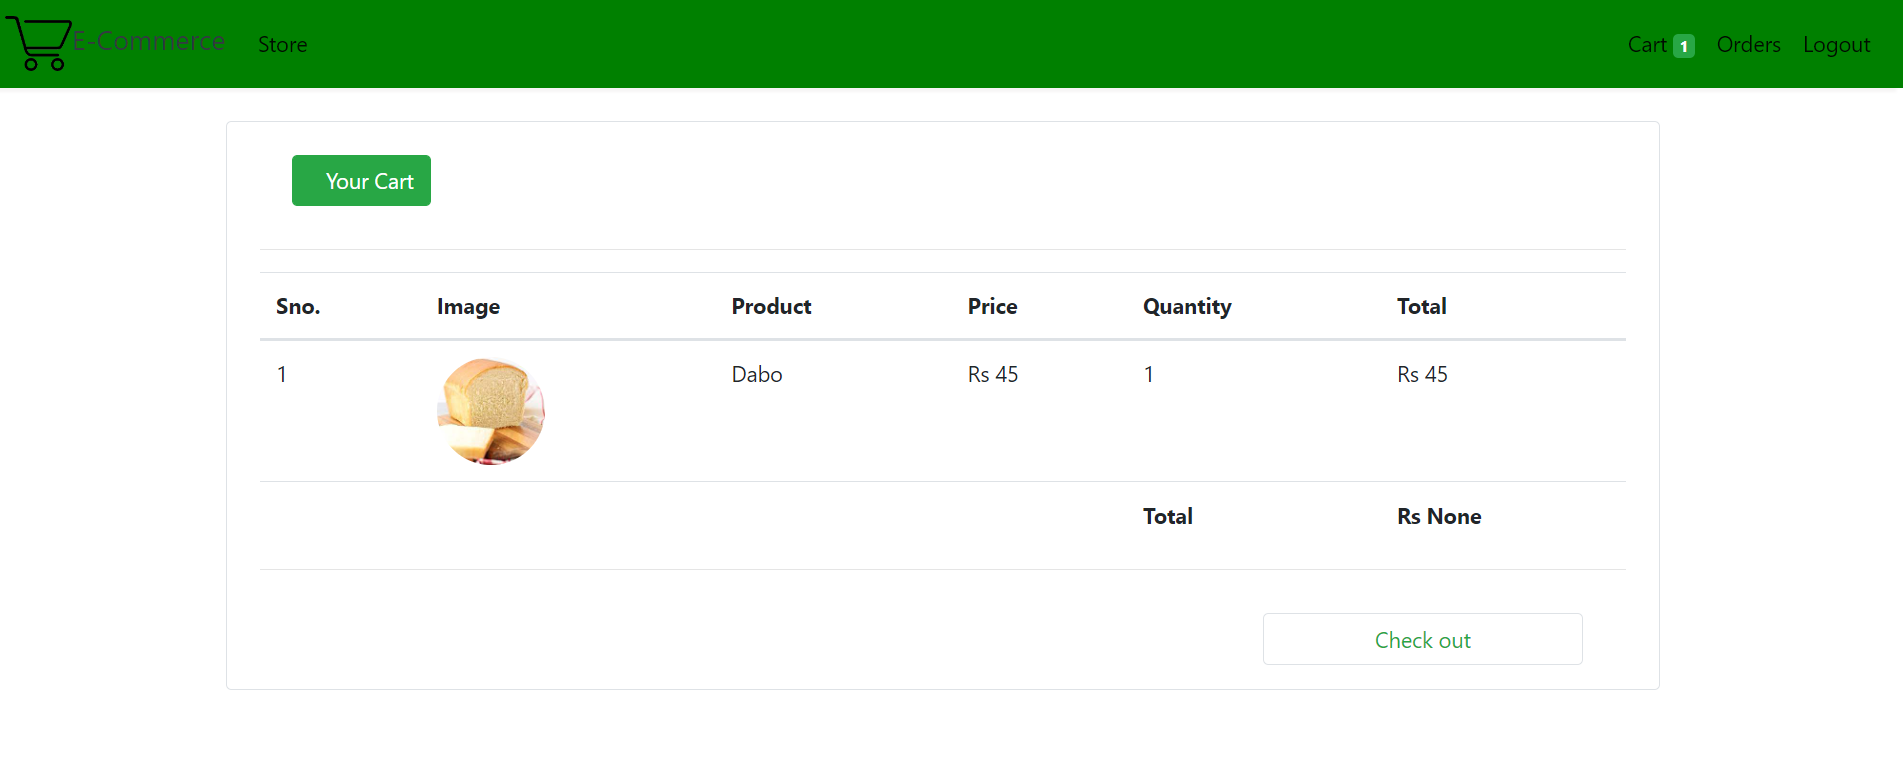 E-Commerce Store Cart 1 Orders Logout
Your Cart
Sno. Image Product Price Quantity Total
1 Dabo Rs 45 1 Rs 45
Total Rs None
Check out